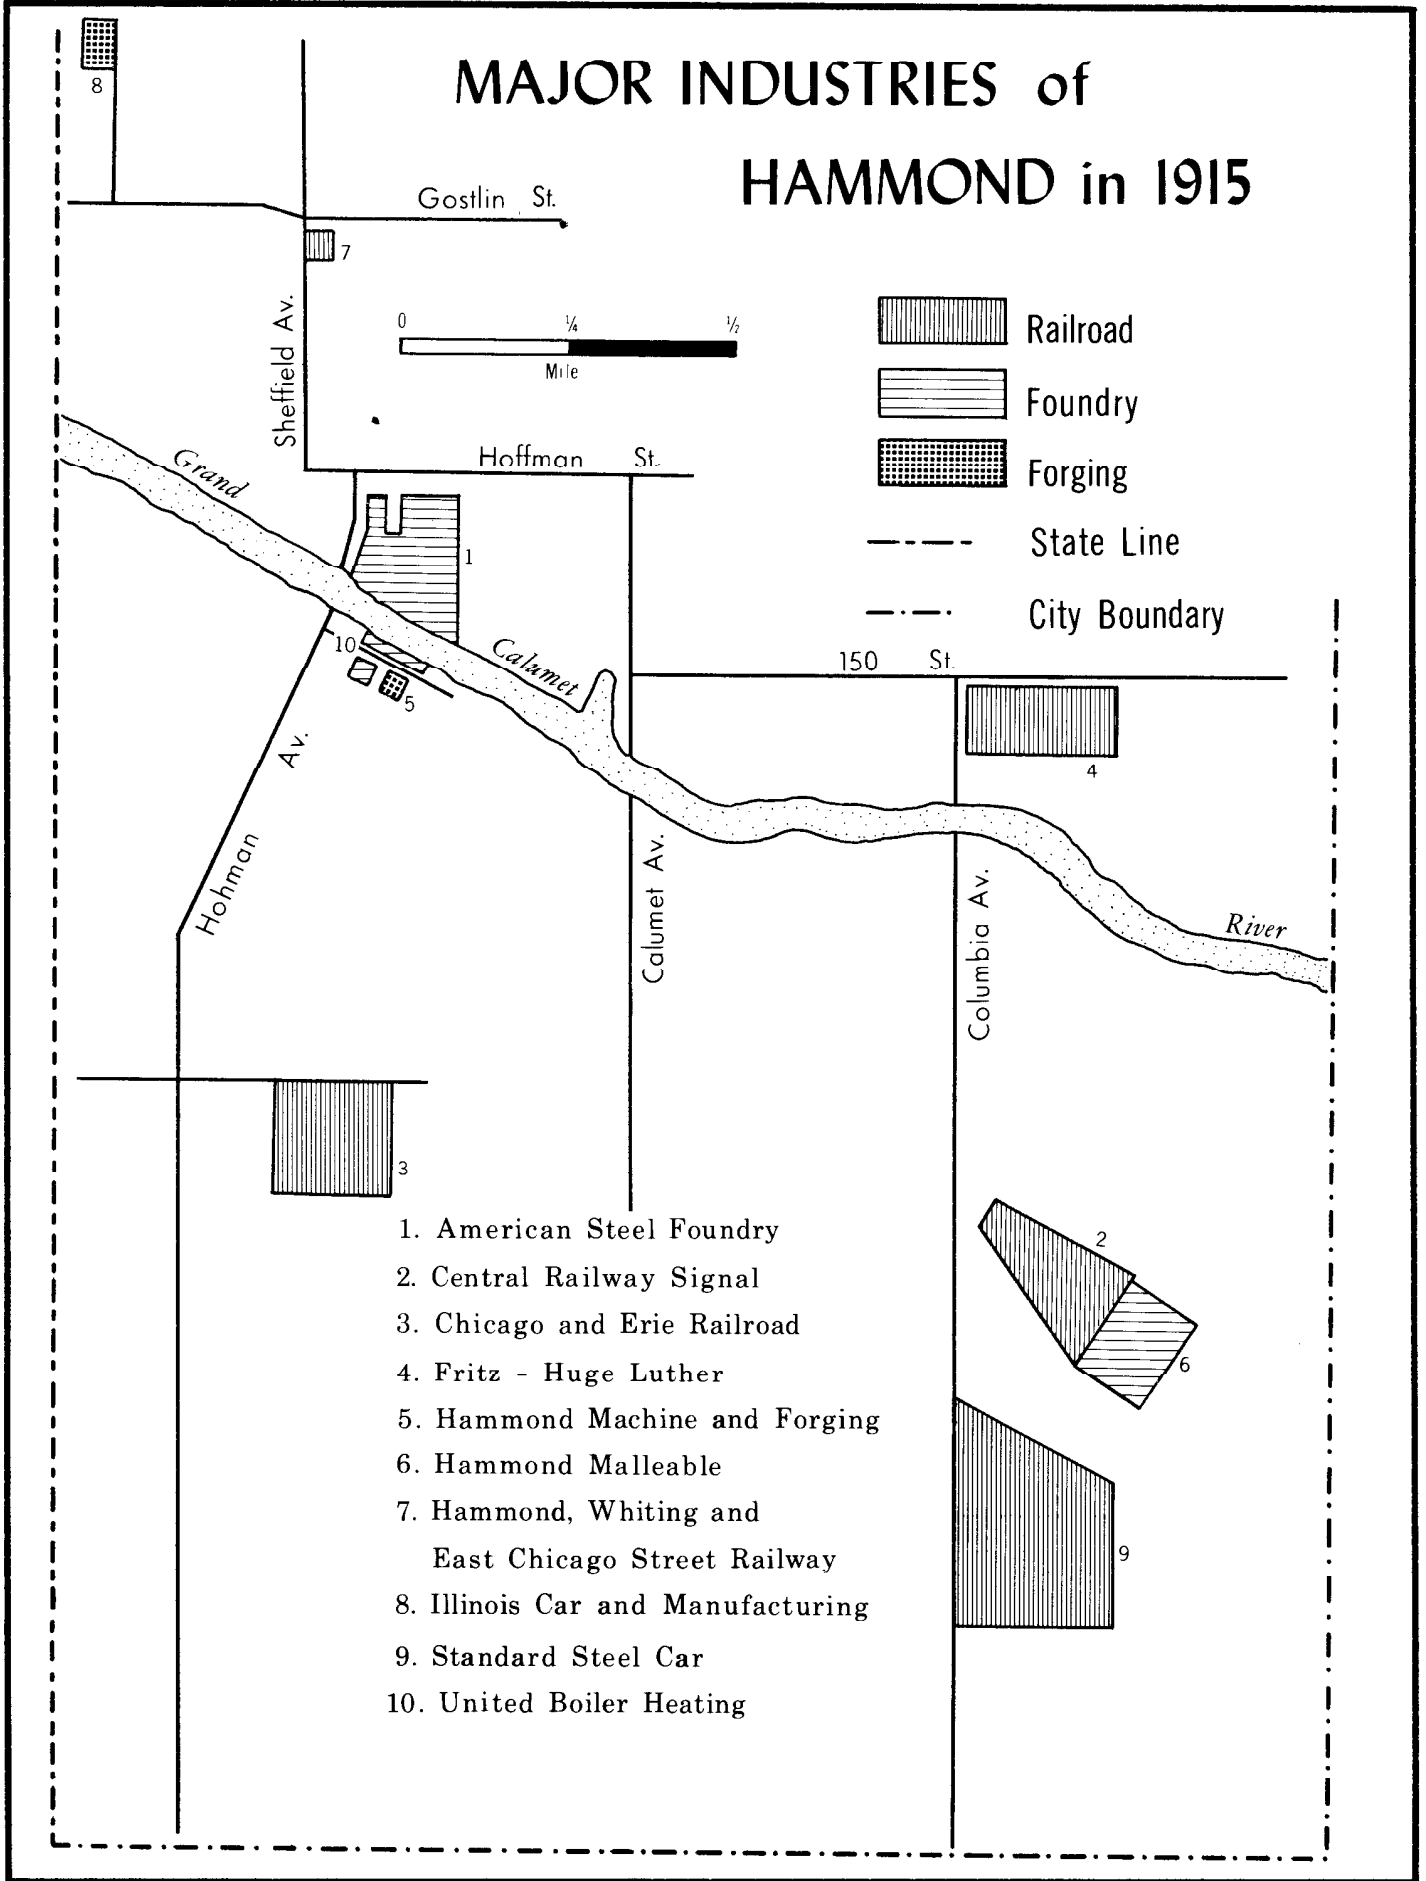 MAJOR INDUSTRIES of
HAMMOND in 1915
8
Gostlin St.
7
Sheffield Av.
0 ¼ ½
Mile
Railroad
Foundry
Forging
State Line
City Boundary
Grand
Hoffman St.
1
10
5
Calumet
150 St.
4
Hohman Av.
Calumet Av.
Columbia Av.
River
3
2
6
9
1. American Steel Foundry
2. Central Railway Signal
3. Chicago and Erie Railroad
4. Fritz - Huge Luther
5. Hammond Machine and Forging
6. Hammond Malleable
7. Hammond, Whiting and
East Chicago Street Railway
8. Illinois Car and Manufacturing
9. Standard Steel Car
10. United Boiler Heating